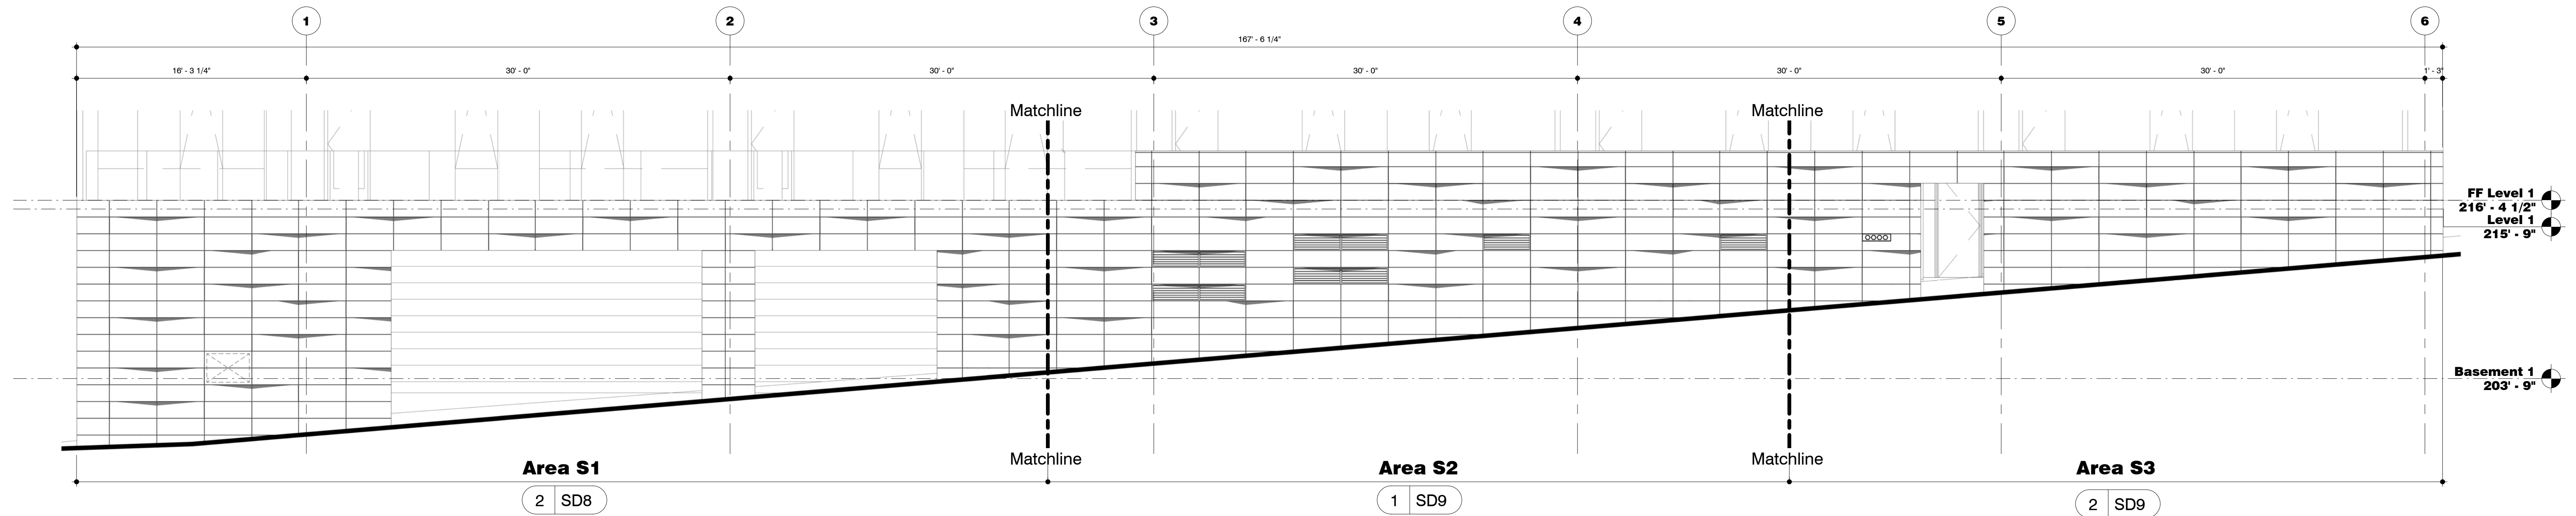 1 2 3 4 5 6
167' - 6 1/4"
16' - 3 1/4" 30' - 0" 30' - 0" 30' - 0" 30' - 0" 30' - 0" 1' - 3"
Matchline Matchline
FF Level 1
216' - 4 1/2"
Level 1
215' - 9"
Basement 1
203' - 9"
Matchline Matchline
Area S1 Area S2 Area S3
2 SD8 1 SD9 2 SD9